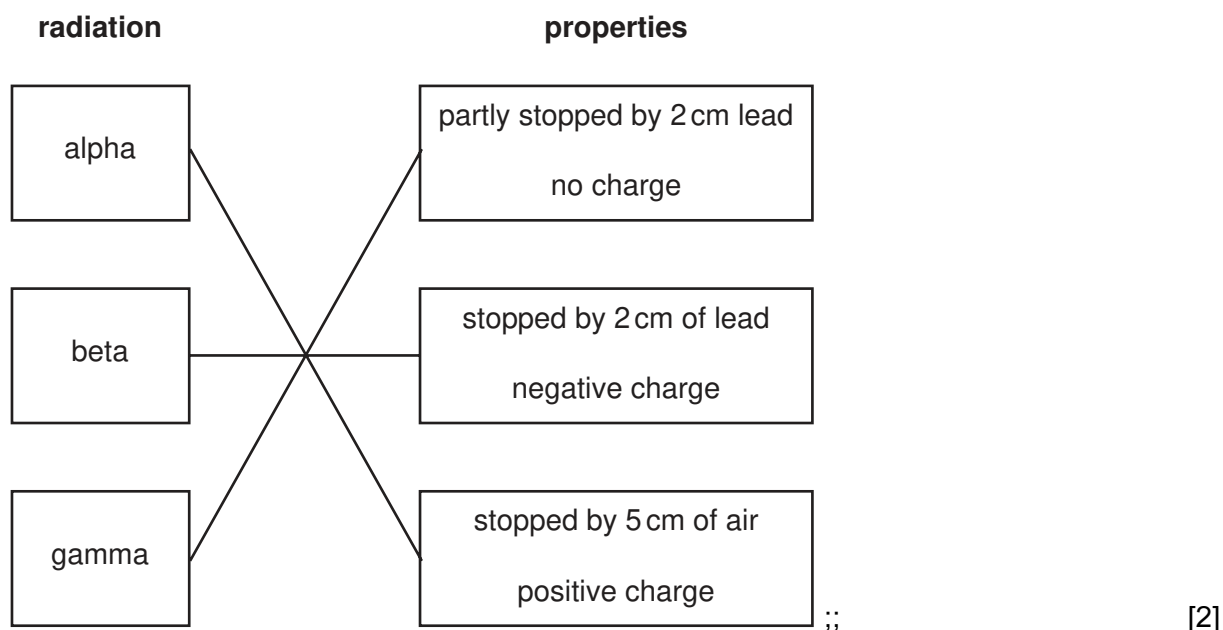 radiation properties
alpha
partly stopped by 2 cm lead
no charge
beta
stopped by 2 cm of lead
negative charge
gamma
stopped by 5 cm of air
positive charge ;; [2]